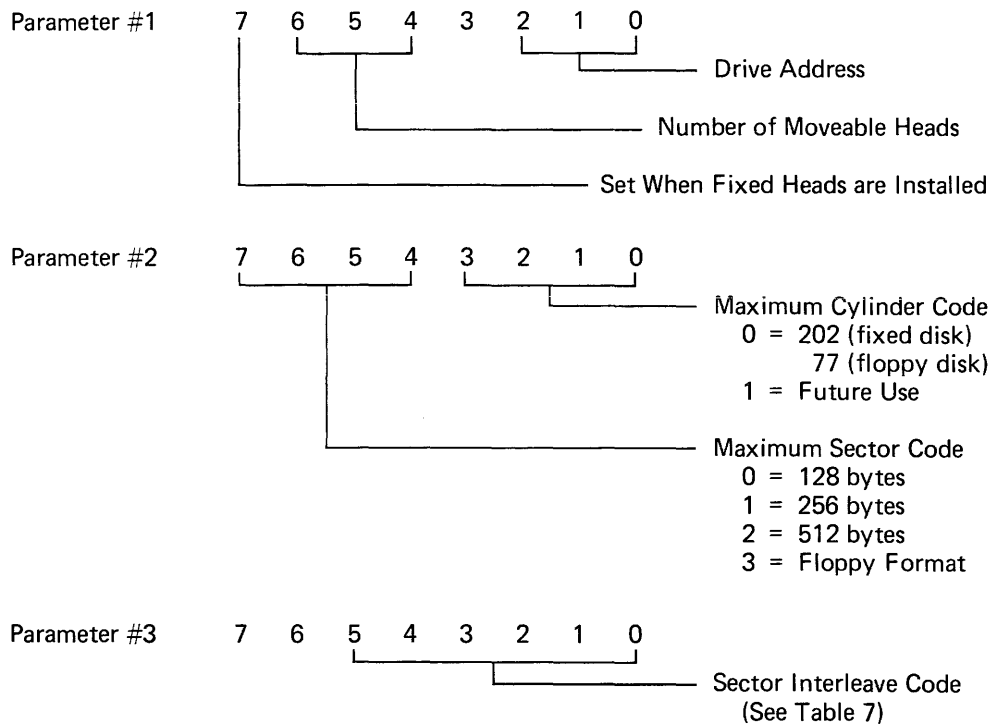 Parameter #1 7 6 5 4 3 2 1 0
Drive Address
Number of Moveable Heads
Set When Fixed Heads are Installed
Parameter #2 7 6 5 4 3 2 1 0
Maximum Cylinder Code
0 = 202 (fixed disk)
77 (floppy disk)
1 = Future Use
Maximum Sector Code
0 = 128 bytes
1 = 256 bytes
2 = 512 bytes
3 = Floppy Format
Parameter #3 7 6 5 4 3 2 1 0
Sector Interleave Code
(See Table 7)